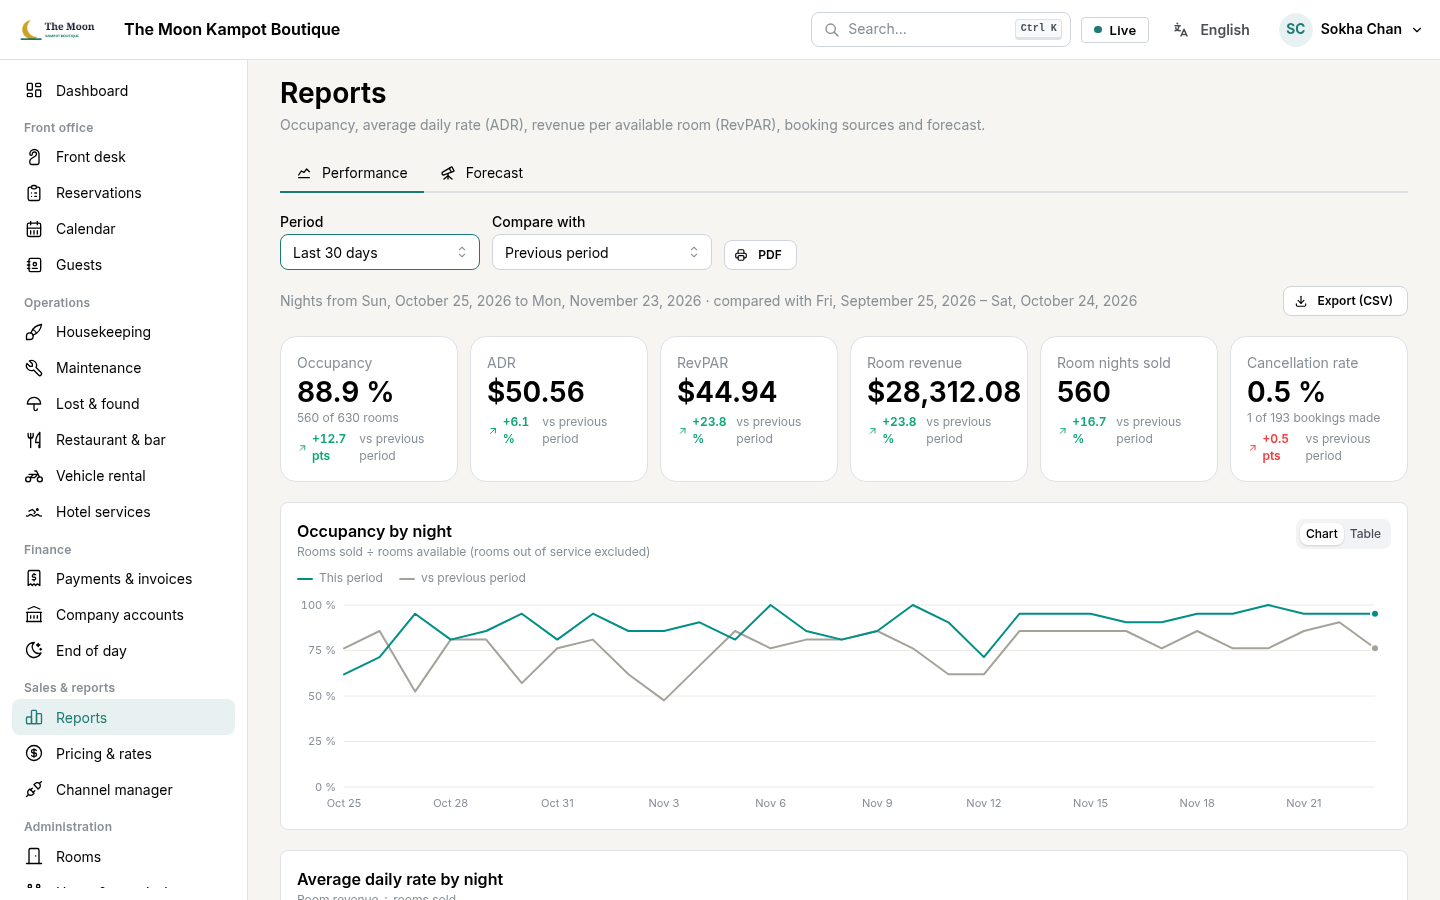 The Moon
KAMPOT BOUTIQUE
The Moon Kampot Boutique
Search...
Ctrl K
Live
English
SC
Sokha Chan
Dashboard
Front office
Front desk
Reservations
Calendar
Guests
Operations
Housekeeping
Maintenance
Lost & found
Restaurant & bar
Vehicle rental
Hotel services
Finance
Payments & invoices
Company accounts
End of day
Sales & reports
Reports
Pricing & rates
Channel manager
Administration
Rooms
Reports
Occupancy, average daily rate (ADR), revenue per available room (RevPAR), booking sources and forecast.
Performance
Forecast
Period
Compare with
Last 30 days
Previous period
PDF
Nights from Sun, October 25, 2026 to Mon, November 23, 2026 · compared with Fri, September 25, 2026 – Sat, October 24, 2026
Export (CSV)
Occupancy
88.9 %
560 of 630 rooms
+12.7 pts
vs previous period
ADR
$50.56
+6.1 %
vs previous period
RevPAR
$44.94
+23.8 %
vs previous period
Room revenue
$28,312.08
+23.8 %
vs previous period
Room nights sold
560
+16.7 %
vs previous period
Cancellation rate
0.5 %
1 of 193 bookings made
+0.5 pts
vs previous period
Occupancy by night
Rooms sold ÷ rooms available (rooms out of service excluded)
Chart
Table
This period
vs previous period
100 %
75 %
50 %
25 %
0 %
Oct 25
Oct 28
Oct 31
Nov 3
Nov 6
Nov 9
Nov 12
Nov 15
Nov 18
Nov 21
Average daily rate by night
Room revenue ÷ rooms sold